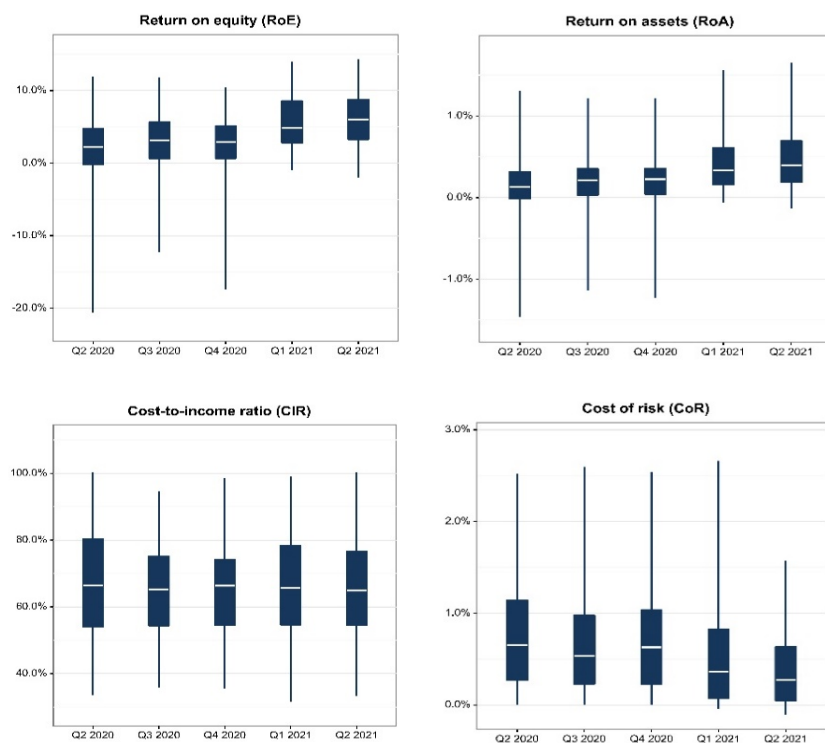 Return on equity (RoE)
10.0%
0.0%
-10.0%
-20.0%
Q2 2020 Q3 2020 Q4 2020 Q1 2021 Q2 2021
Return on assets (RoA)
1.0%
0.0%
-1.0%
Q2 2020 Q3 2020 Q4 2020 Q1 2021 Q2 2021
Cost-to-income ratio (CIR)
100.0%
80.0%
60.0%
40.0%
Q2 2020 Q3 2020 Q4 2020 Q1 2021 Q2 2021
Cost of risk (CoR)
3.0%
2.0%
1.0%
0.0%
Q2 2020 Q3 2020 Q4 2020 Q1 2021 Q2 2021